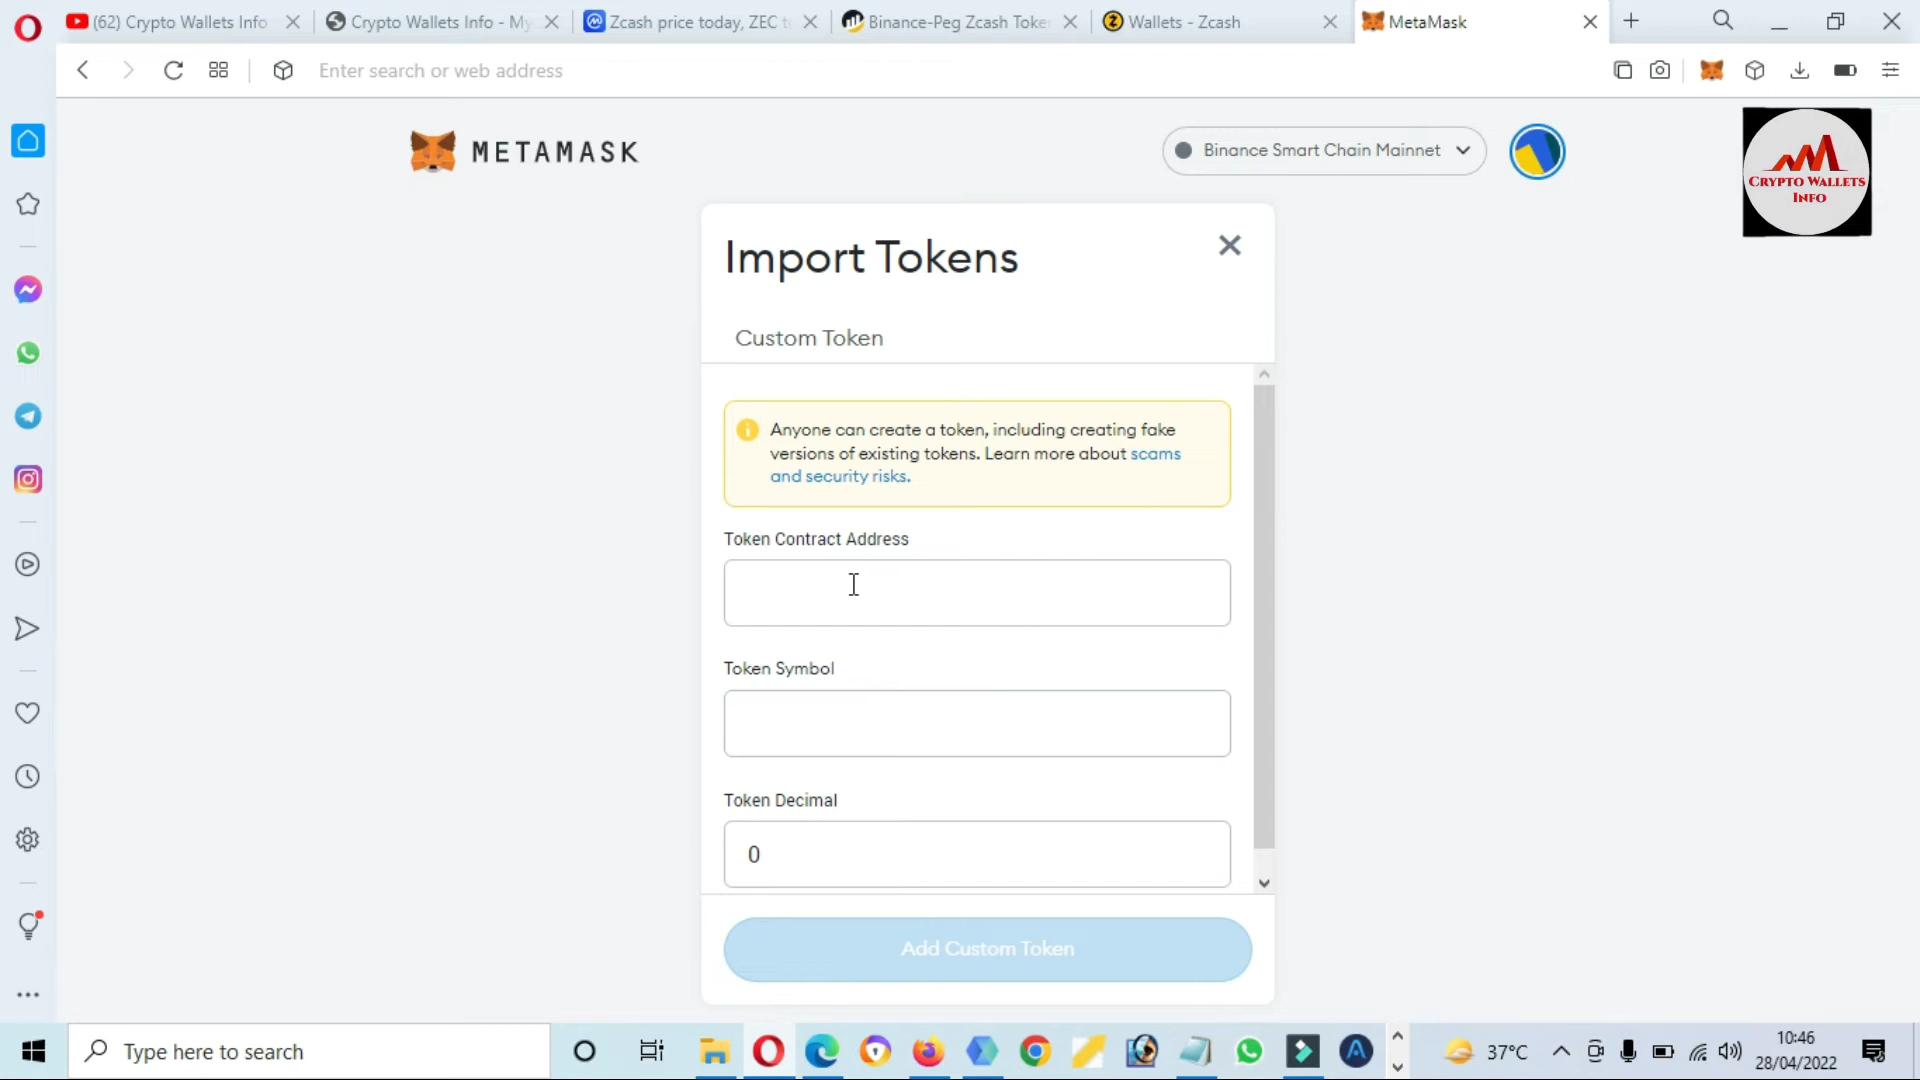 (62) Crypto Wallets Info
Crypto Wallets Info - My
Zcash price today, ZEC t
Binance-Peg Zcash Token
Wallets - Zcash
MetaMask
Enter search or web address
METAMASK
Binance Smart Chain Mainnet
CRYPTO WALLETS
INFO
Import Tokens
Custom Token
Anyone can create a token, including creating fake
versions of existing tokens. Learn more about scams
and security risks.
Token Contract Address
Token Symbol
Token Decimal
0
Add Custom Token
Type here to search
37°C
10:46
28/04/2022